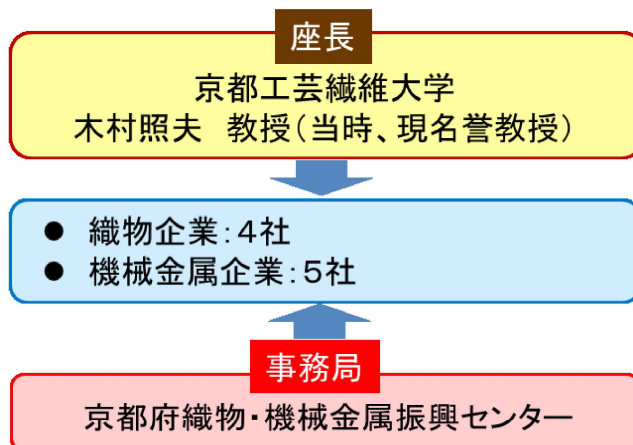 座長
京都工芸繊維大学
木村照夫　教授（当時、現名誉教授）
● 織物企業：４社
● 機械金属企業：５社
事務局
京都府織物・機械金属振興センター